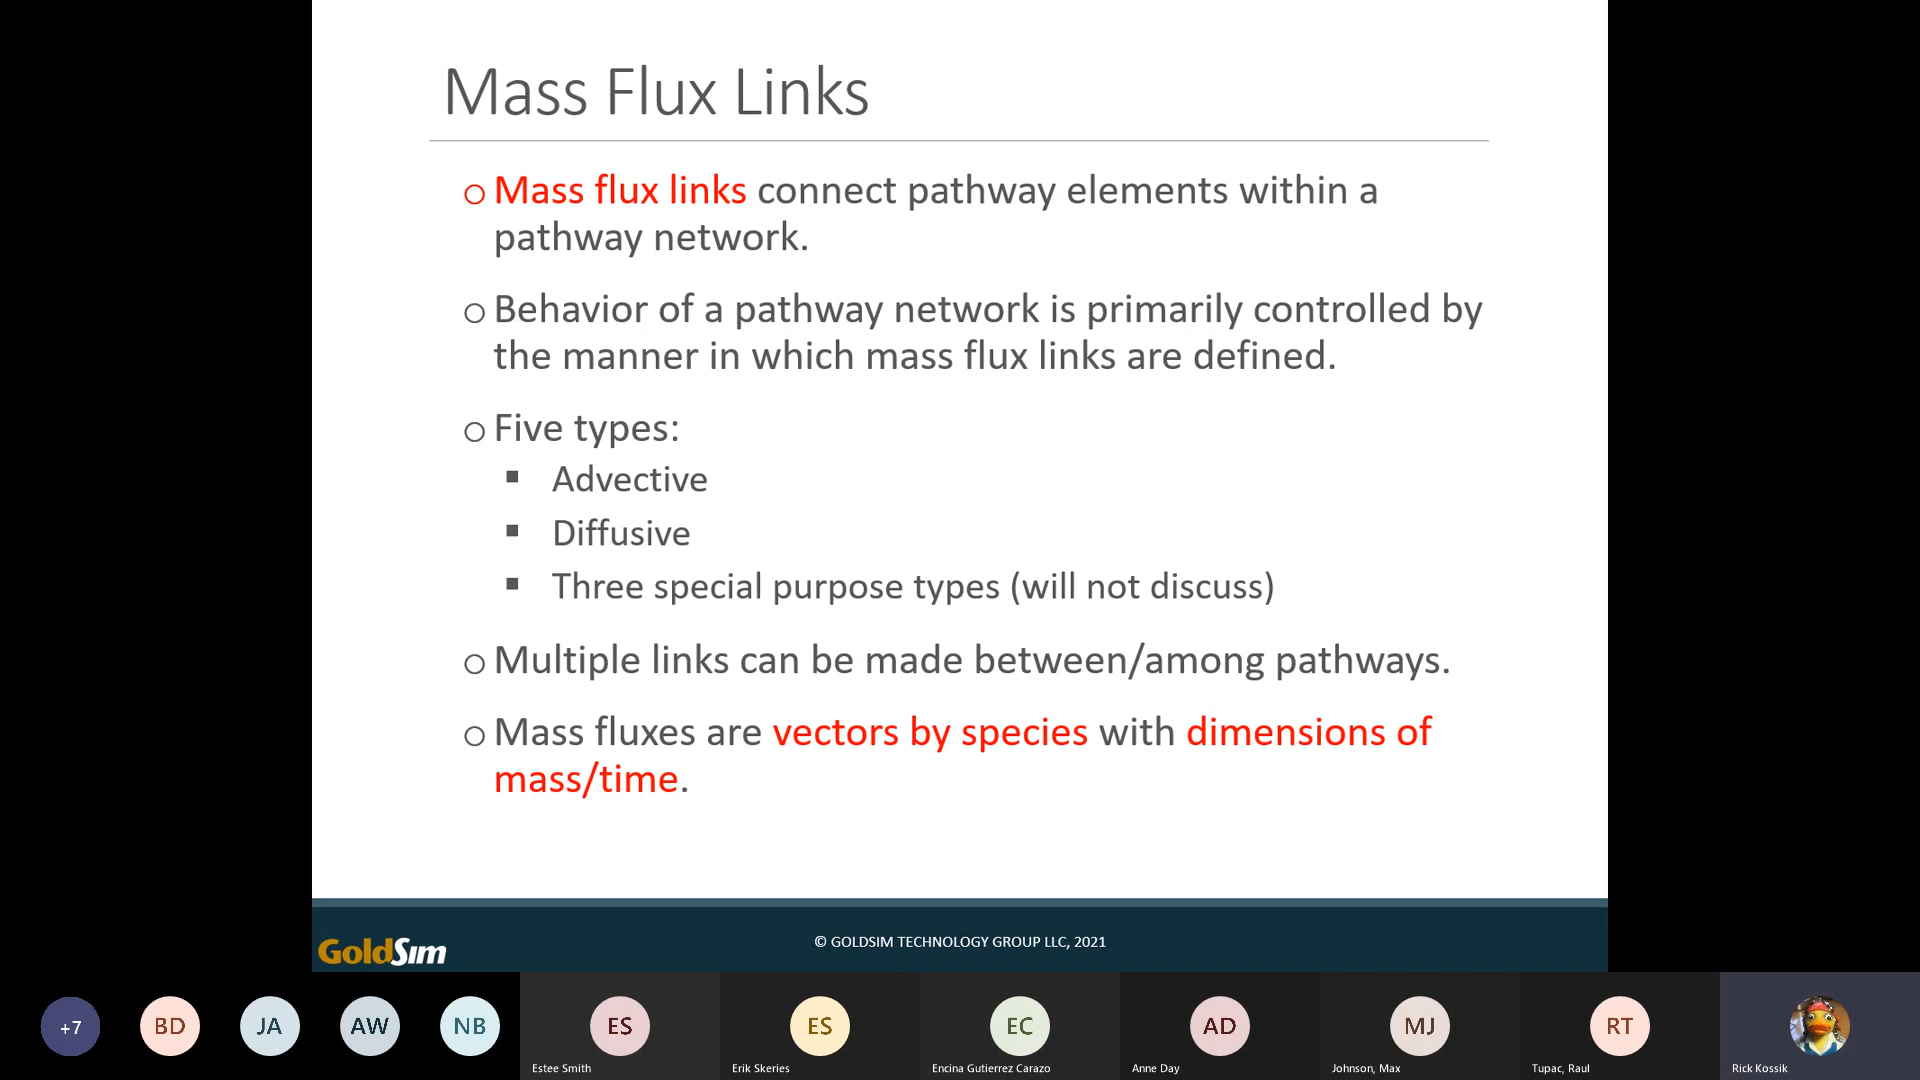 Mass Flux Links
o Mass flux links connect pathway elements within a
pathway network.
o Behavior of a pathway network is primarily controlled by
the manner in which mass flux links are defined.
o Five types:
▪ Advective
▪ Diffusive
▪ Three special purpose types (will not discuss)
o Multiple links can be made between/among pathways.
o Mass fluxes are vectors by species with dimensions of
mass/time.
GoldSim
© GOLDSIM TECHNOLOGY GROUP LLC, 2021
+7
BD
JA
AW
NB
ES
Estee Smith
ES
Erik Skeries
EC
Encina Gutierrez Carazo
AD
Anne Day
MJ
Johnson, Max
RT
Tupac, Raul
Rick Kossik